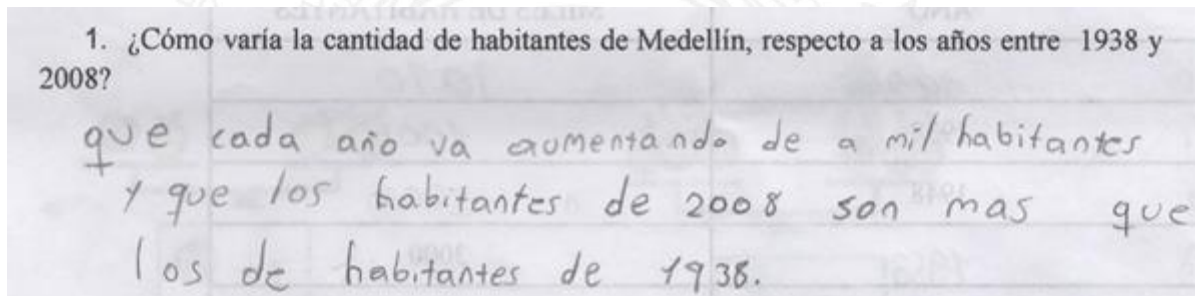 1. ¿Cómo varía la cantidad de habitantes de Medellín, respecto a los años entre 1938 y
2008?
que cada año va aumentando de a mil habitantes
y que los habitantes de 2008 son mas que
los de habitantes de 1938.